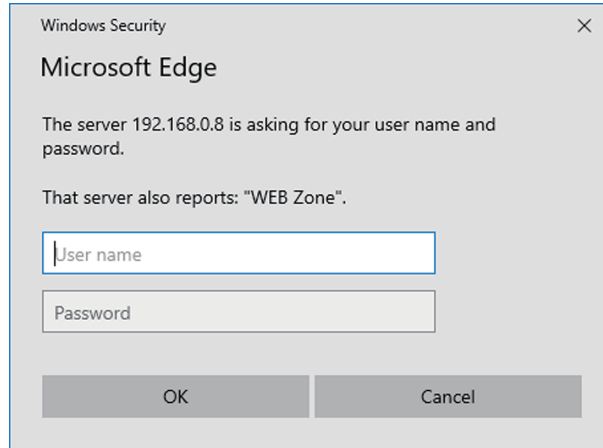 Windows Security
Microsoft Edge
The server 192.168.0.8 is asking for your user name and
password.
That server also reports: "WEB Zone".
User name
Password
OK
Cancel